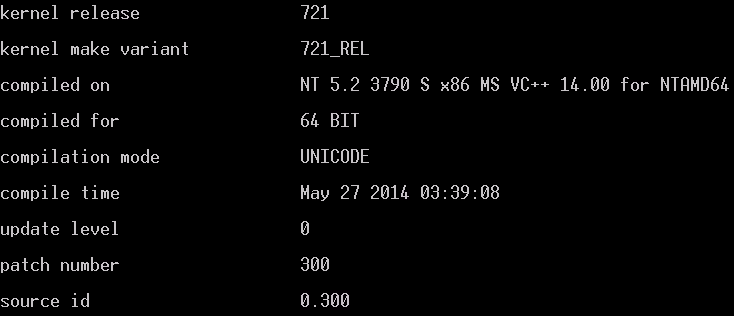 kernel release 721
kernel make variant 721_REL
compiled on NT 5.2 3790 S x86 MS VC++ 14.00 for NTAMD64
compiled for 64 BIT
compilation mode UNICODE
compile time May 27 2014 03:39:08
update level 0
patch number 300
source id 0.300